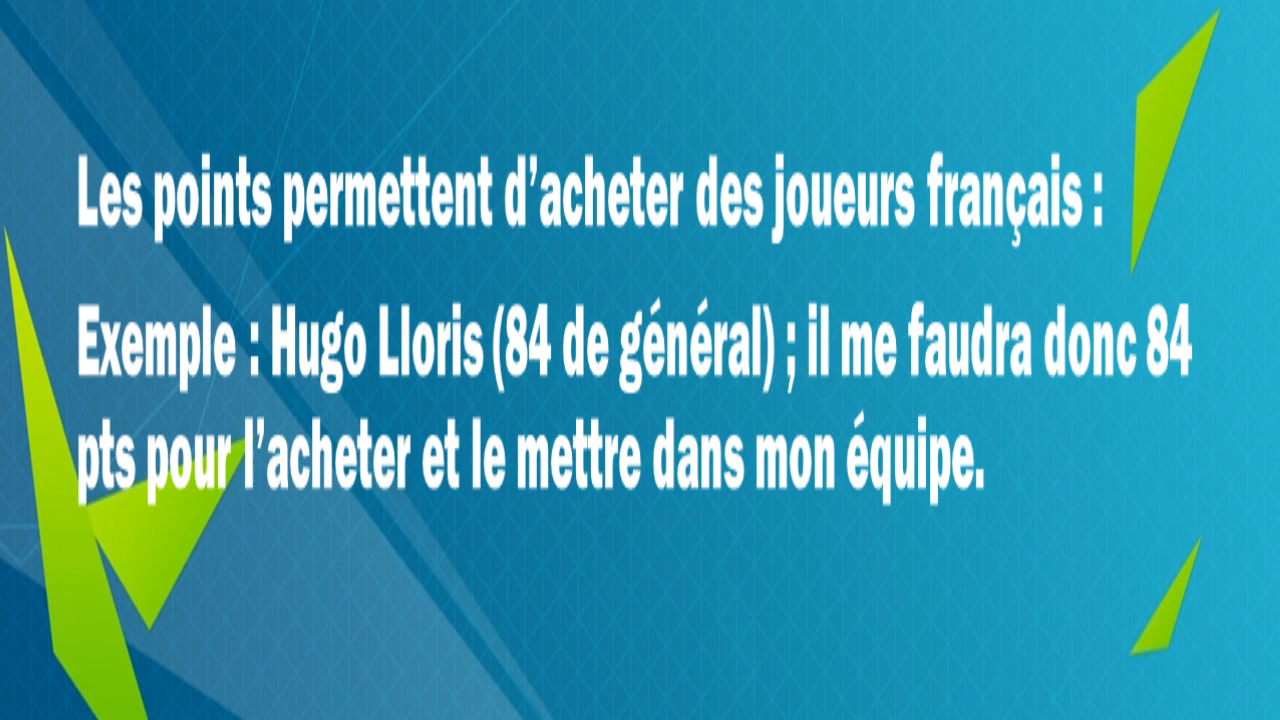 Les points permettent d’acheter des joueurs français :
Exemple : Hugo Lloris (84 de général) ; il me faudra donc 84
pts pour l’acheter et le mettre dans mon équipe.